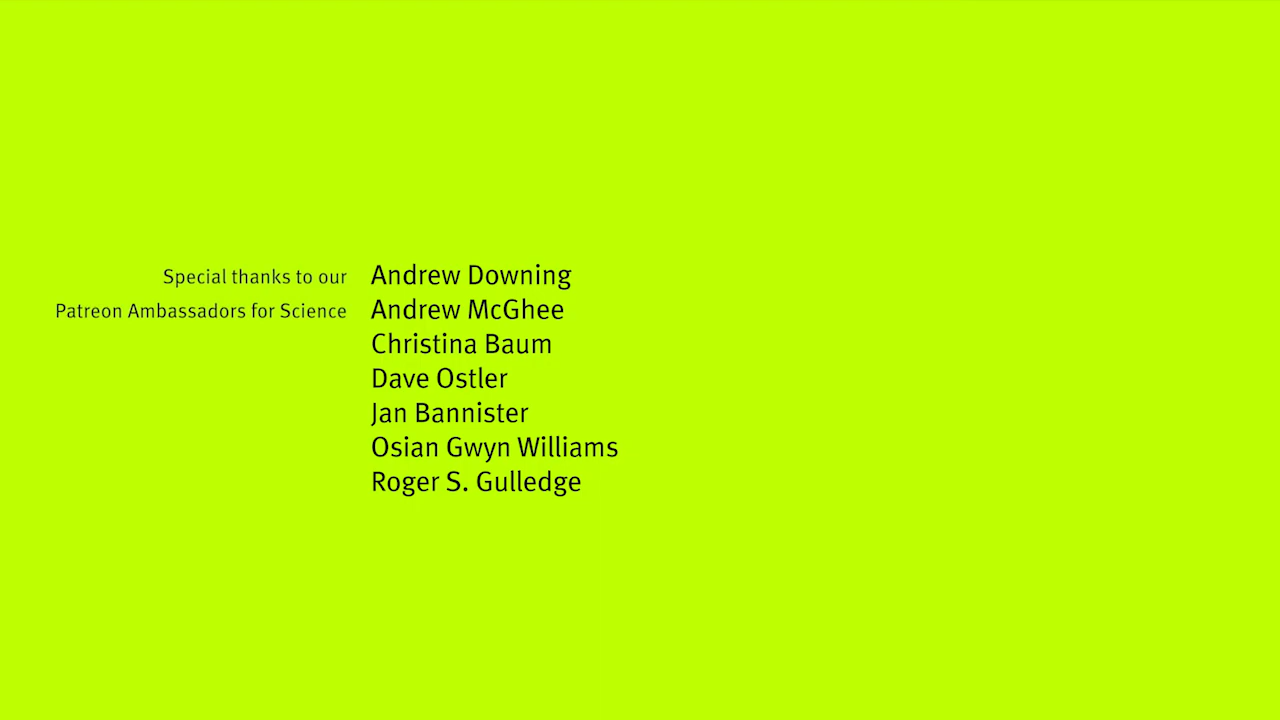 Special thanks to our Andrew Downing
Patreon Ambassadors for Science Andrew McGhee
Christina Baum
Dave Ostler
Jan Bannister
Osian Gwyn Williams
Roger S. Gulledge